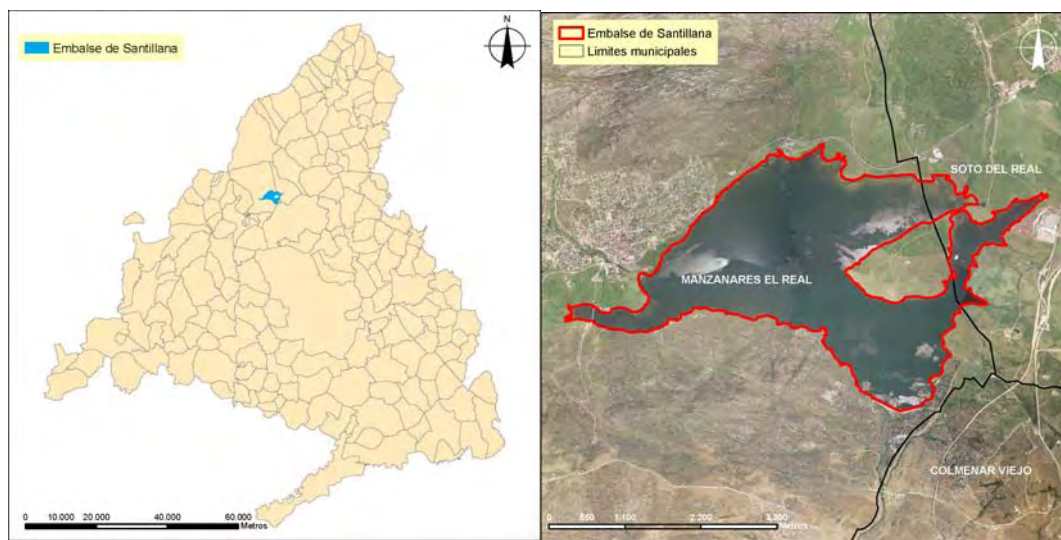 Embalse de Santillana
N
0 10.000 20.000 40.000 60.000
Metros
Embalse de Santillana
Límites municipales
SOTO DEL REAL
MANZANARES EL REAL
COLMENAR VIEJO
0 550 1.100 2.200 3.300
Metros